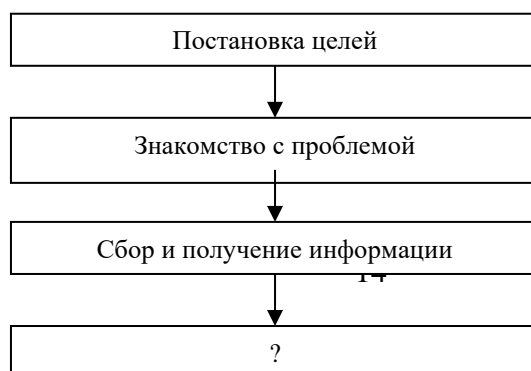 Постановка целей
Знакомство с проблемой
Сбор и получение информации
14
?